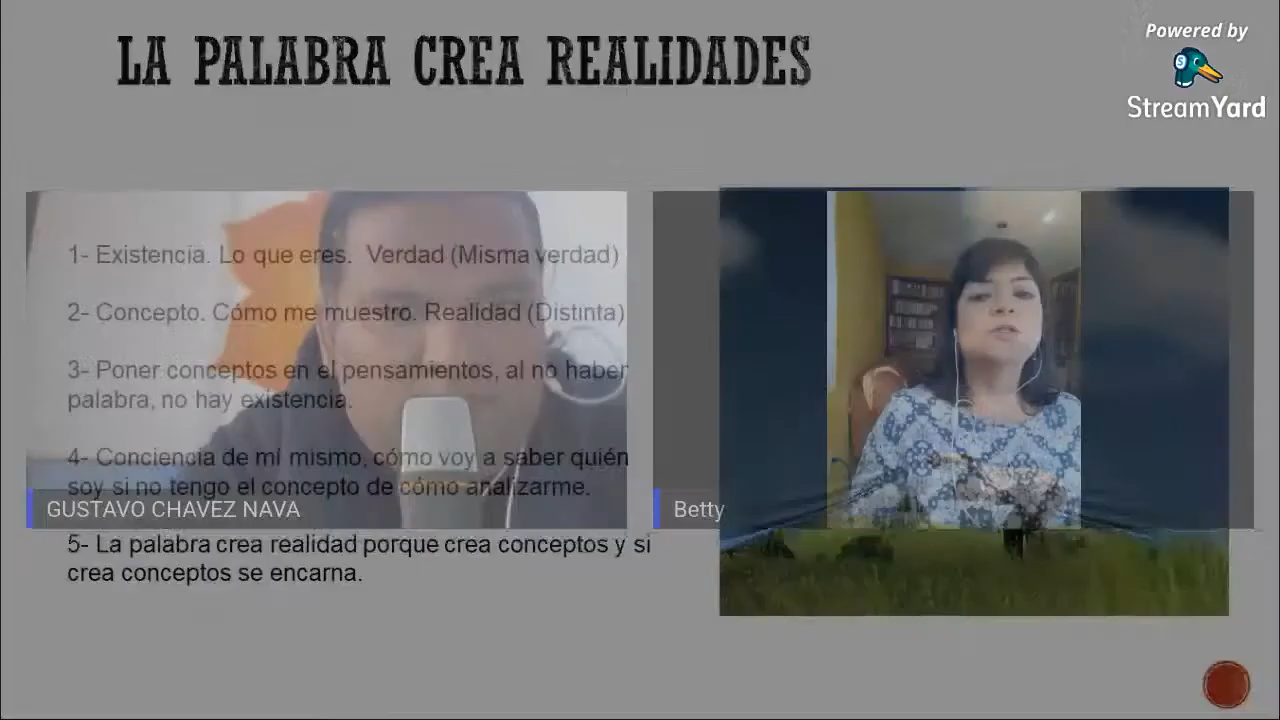 LA PALABRA CREA REALIDADES
Powered by
StreamYard
1- Existencia. Lo que eres. Verdad (Misma verdad)
2- Concepto. Cómo me muestro. Realidad (Distinta)
3- Poner conceptos en el pensamientos, al no haber
palabra, no hay existencia.
4- Conciencia de mí mismo, cómo voy a saber quién
soy si no tengo el concepto de cómo analizarme.
GUSTAVO CHAVEZ NAVA
Betty
5- La palabra crea realidad porque crea conceptos y si
crea conceptos se encarna.